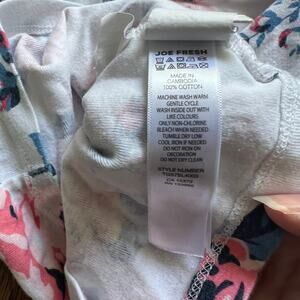 JOE FRESH
MADE IN
CAMBODIA
100% COTTON
MACHINE WASH WARM
GENTLE CYCLE
WASH INSIDE OUT WITH
LIKE COLOURS
ONLY NON-CHLORINE
BLEACH WHEN NEEDED
TUMBLE DRY LOW
COOL IRON IF NEEDED
DO NOT IRON ON
DECORATION
DO NOT DRY CLEAN
STYLE NUMBER